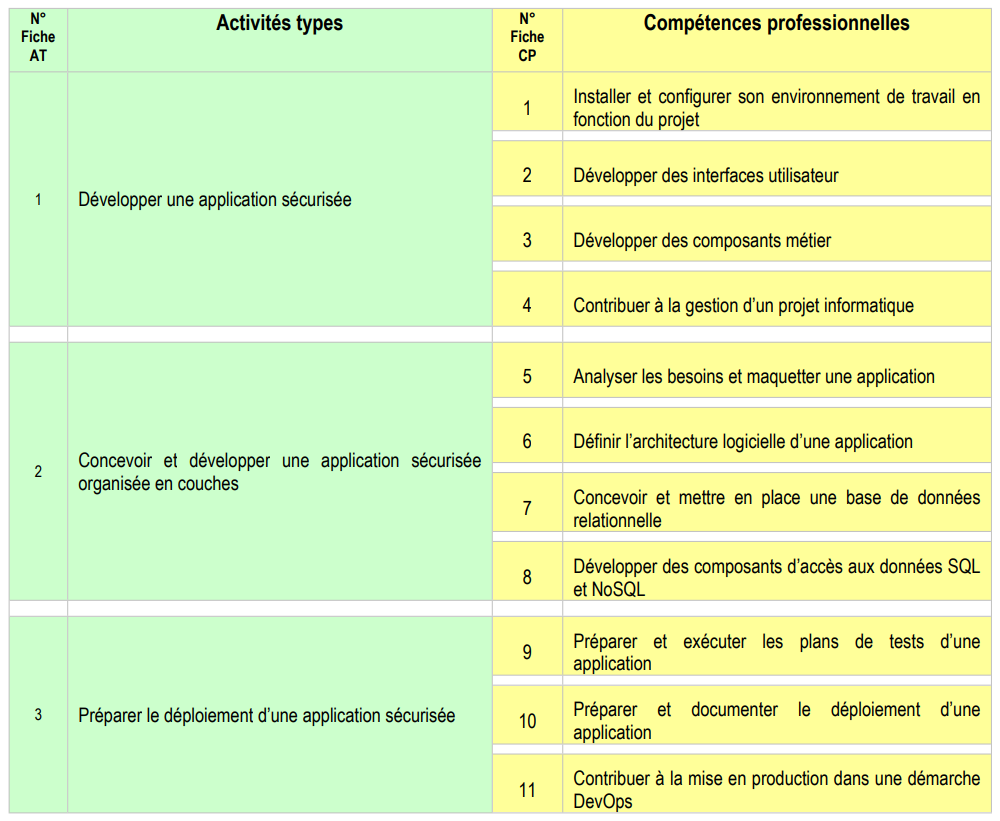 N°
Fiche
AT
Activités types
N°
Fiche
CP
Compétences professionnelles
1
Développer une application sécurisée
1
Installer et configurer son environnement de travail en
fonction du projet
2
Développer des interfaces utilisateur
3
Développer des composants métier
4
Contribuer à la gestion d’un projet informatique
2
Concevoir et développer une application sécurisée
organisée en couches
5
Analyser les besoins et maquetter une application
6
Définir l’architecture logicielle d’une application
7
Concevoir et mettre en place une base de données
relationnelle
8
Développer des composants d’accès aux données SQL
et NoSQL
3
Préparer le déploiement d’une application sécurisée
9
Préparer et exécuter les plans de tests d’une
application
10
Préparer et documenter le déploiement d’une
application
11
Contribuer à la mise en production dans une démarche
DevOps